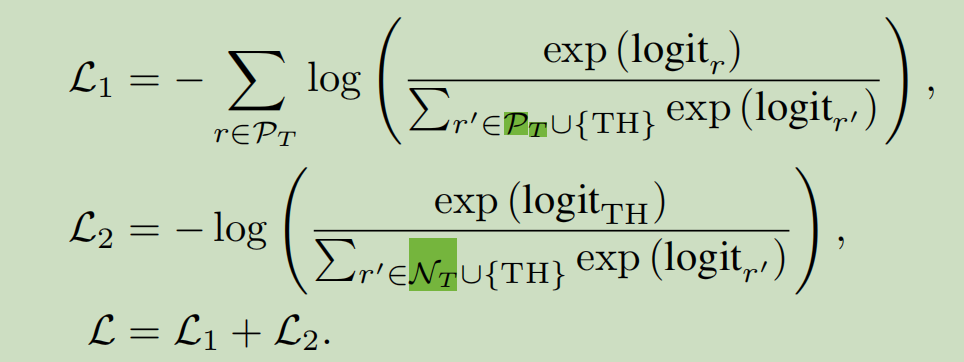 $\mathcal{L}_1 = - \sum_{r \in \mathcal{P}_T} \log \left( \frac{\exp(\text{logit}_r)}{\sum_{r' \in \mathcal{P}_T \cup \{\text{TH}\}} \exp(\text{logit}_{r'})} \right),$
$\mathcal{L}_2 = - \log \left( \frac{\exp(\text{logit}_{\text{TH}})}{\sum_{r' \in \mathcal{N}_T \cup \{\text{TH}\}} \exp(\text{logit}_{r'})} \right),$
$\mathcal{L} = \mathcal{L}_1 + \mathcal{L}_2.$